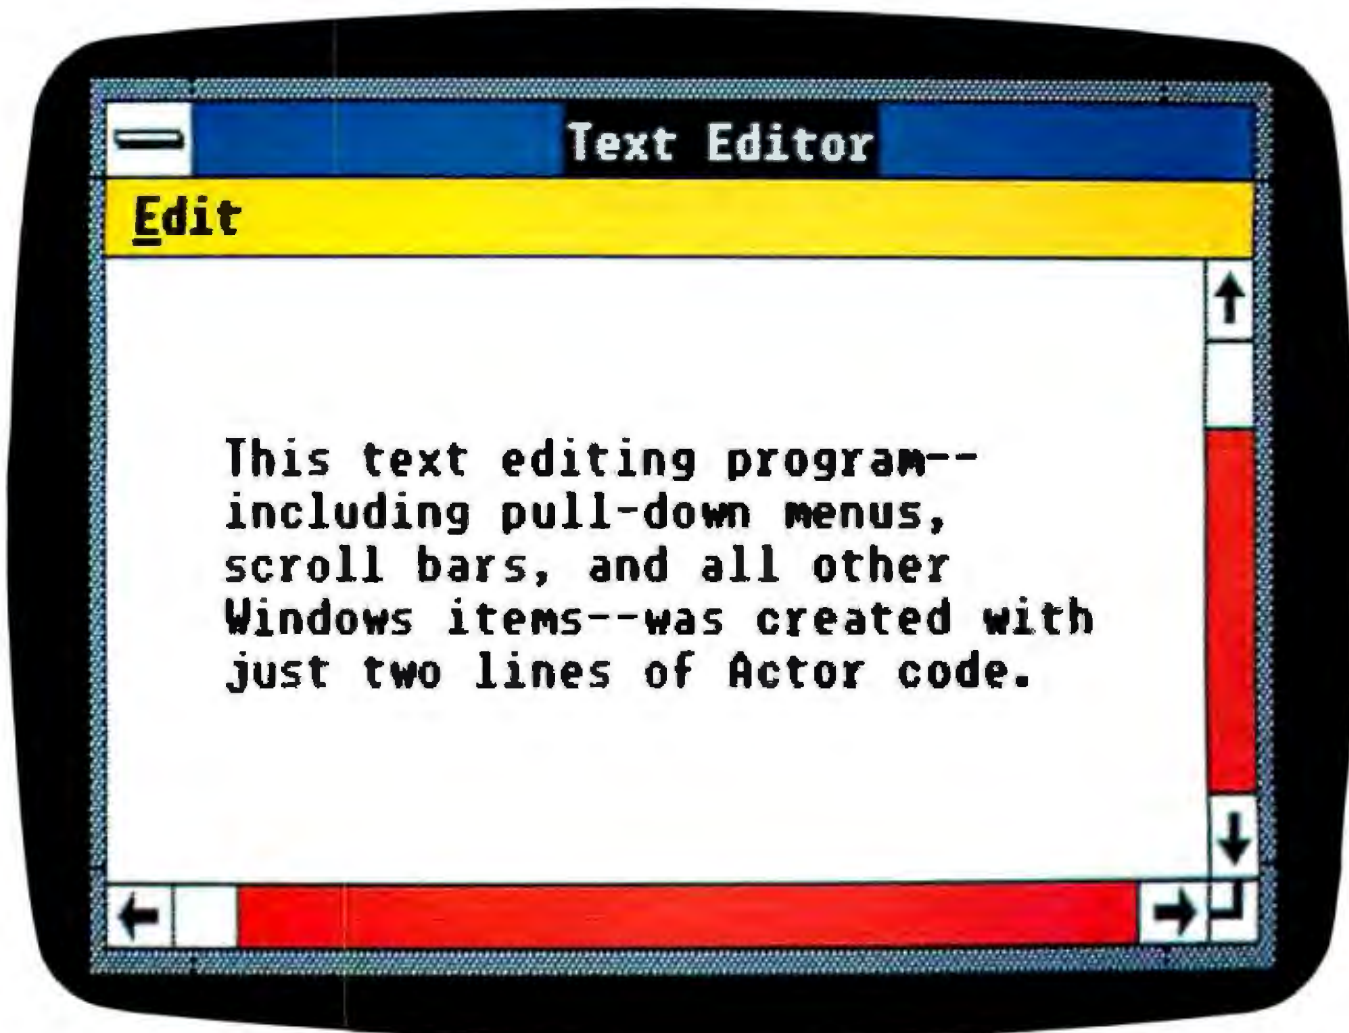 Text Editor
Edit
This text editing program--
including pull-down menus,
scroll bars, and all other
Windows items--was created with
just two lines of Actor code.